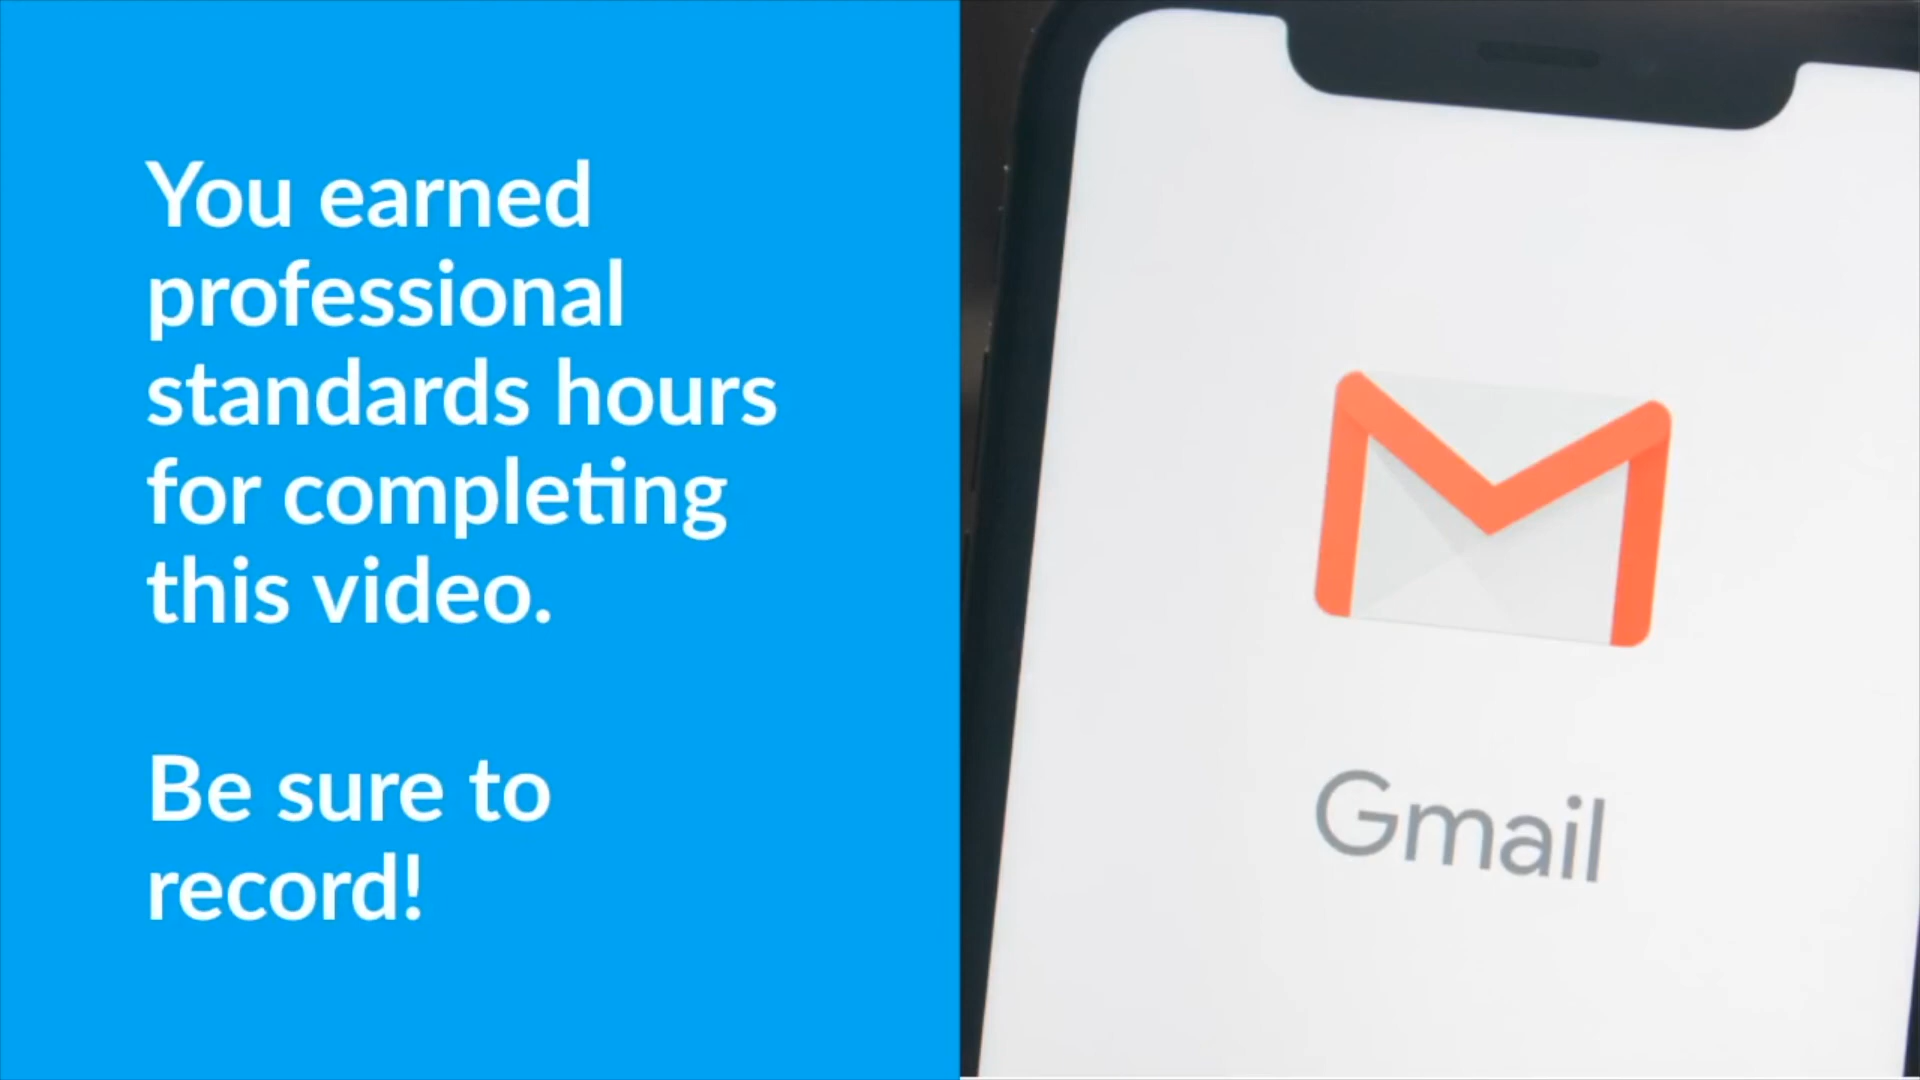 You earned
professional
standards hours
for completing
this video.
Be sure to
record!
Gmail